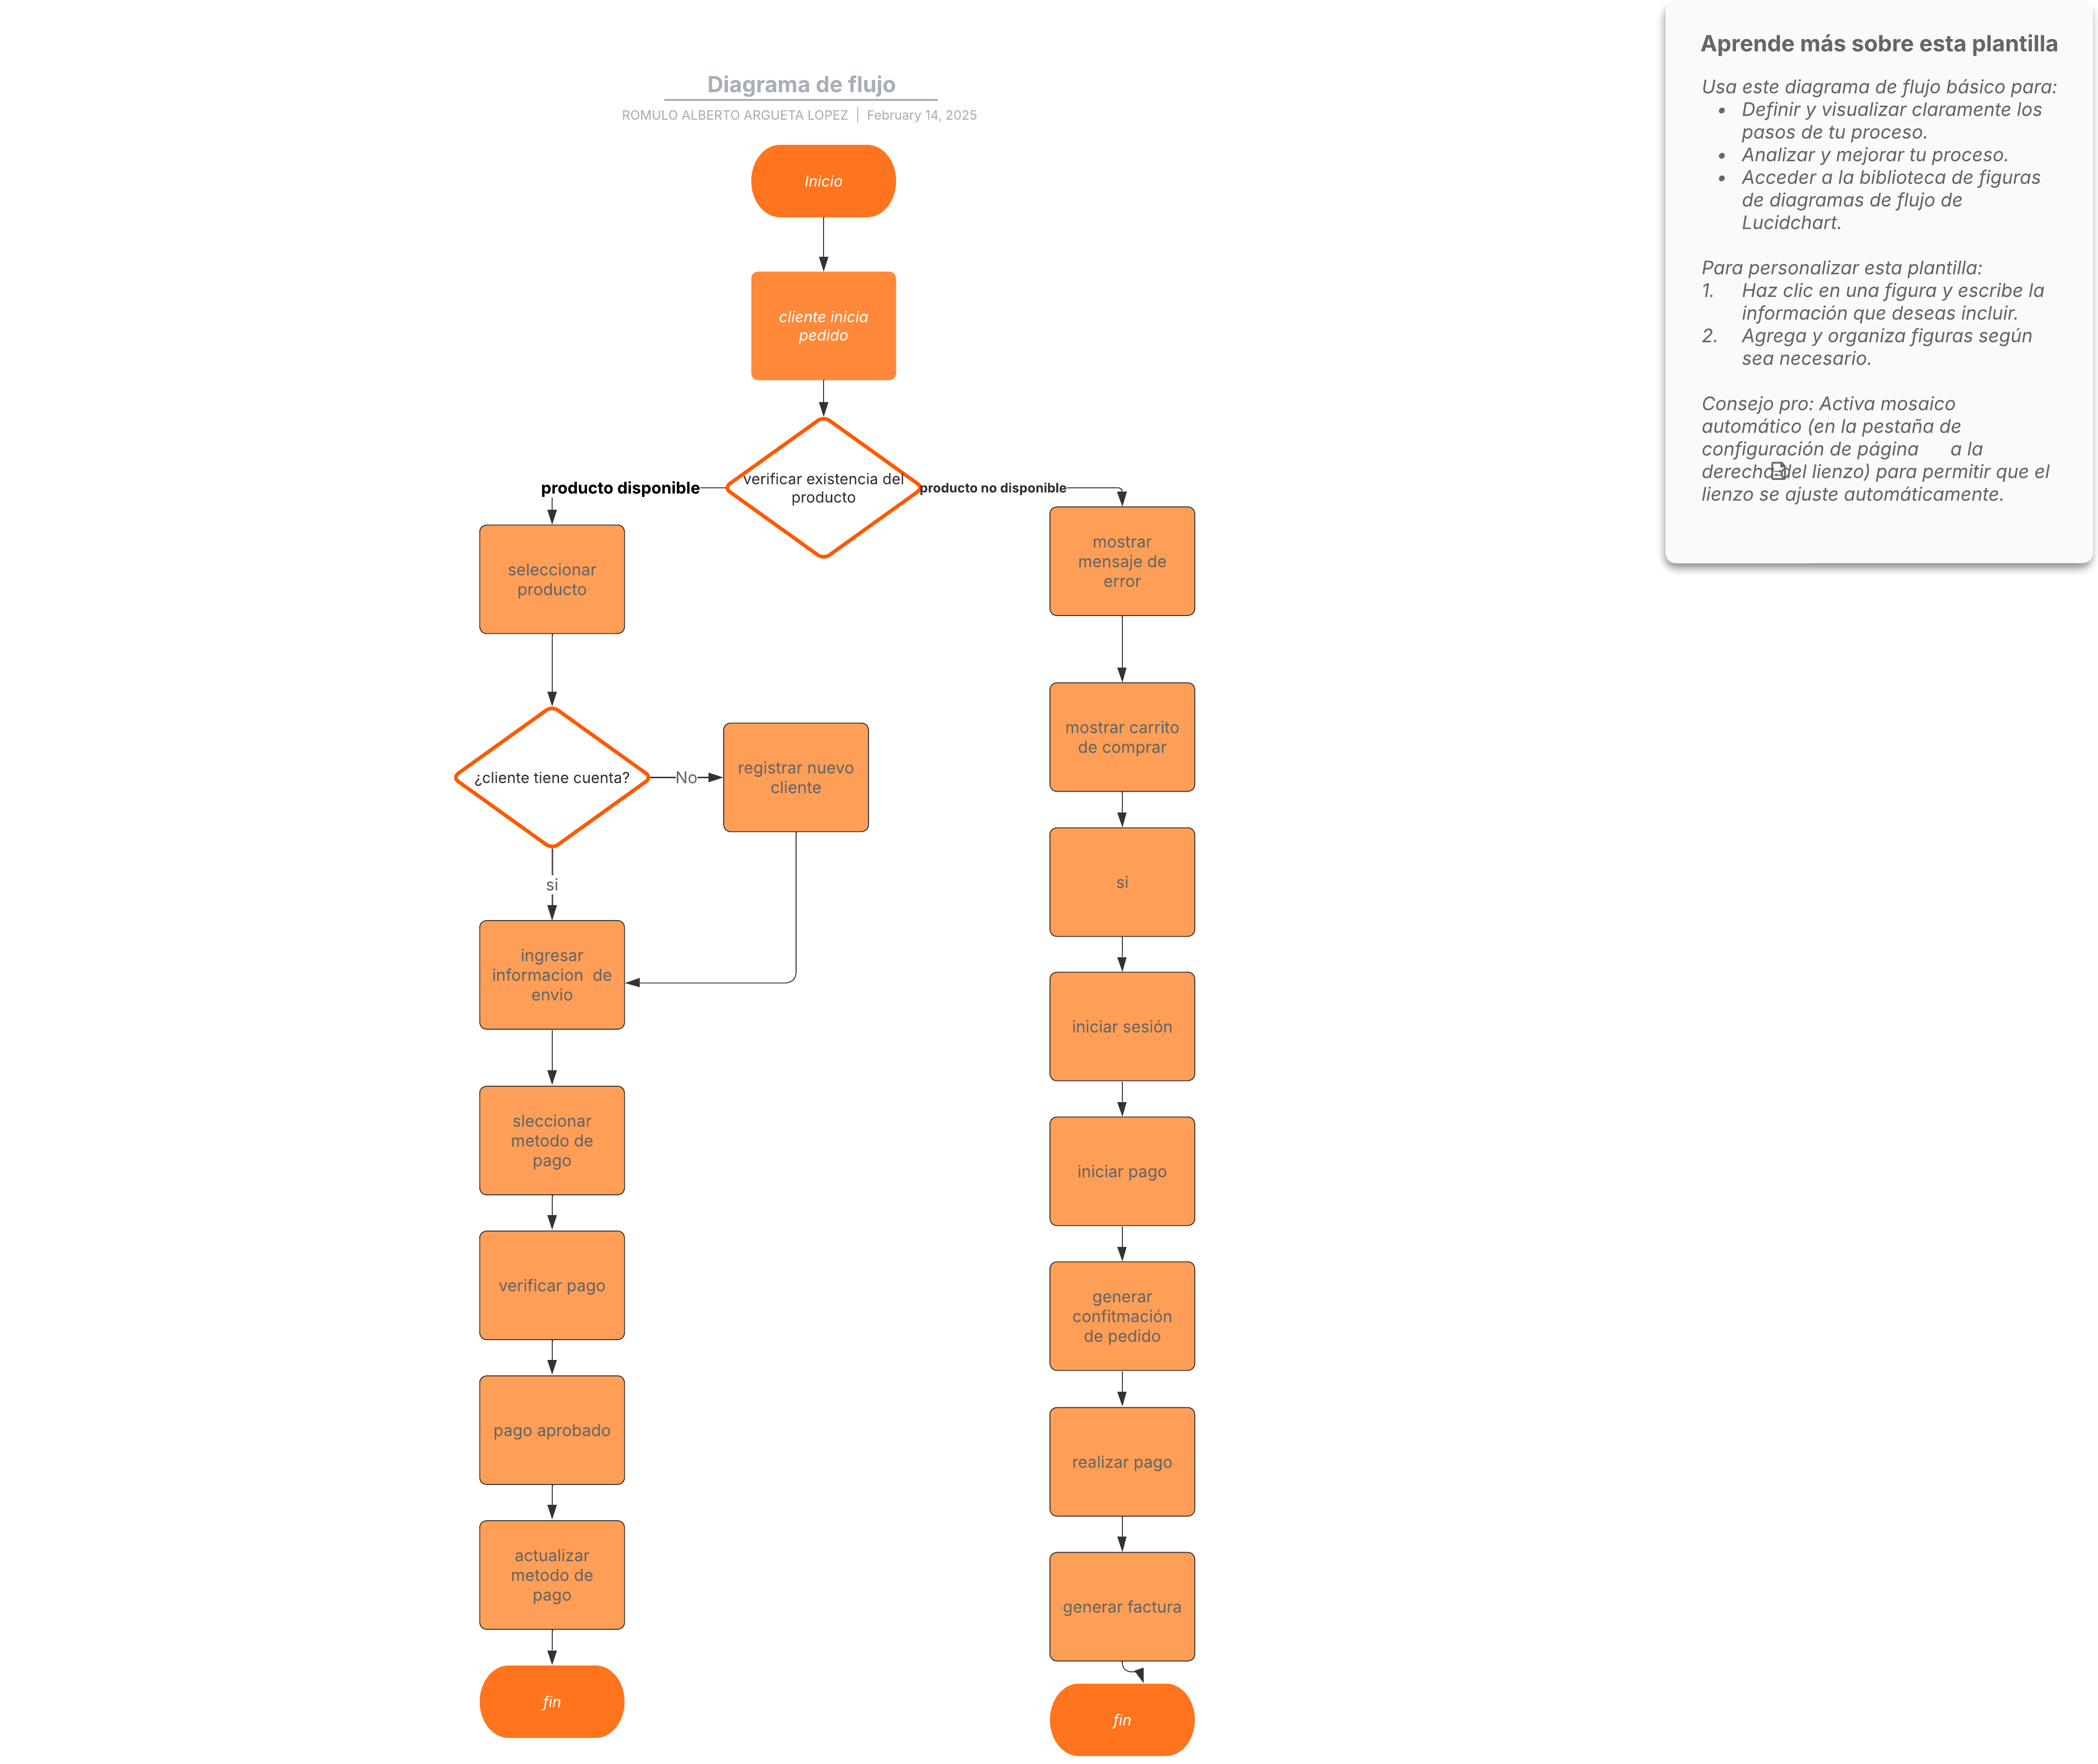 Diagrama de flujo
ROMULO ALBERTO ARGUETA LOPEZ | February 14, 2025
Inicio
cliente inicia
pedido
verificar existencia del
producto
producto disponible
producto no disponible
seleccionar
producto
¿cliente tiene cuenta?
No
registrar nuevo
cliente
si
ingresar
informacion  de
envio
sleccionar
metodo de
pago
verificar pago
pago aprobado
actualizar
metodo de
pago
fin
mostrar
mensaje de
error
mostrar carrito
de comprar
si
iniciar sesión
iniciar pago
generar
confitmación
de pedido
realizar pago
generar factura
fin
Aprende más sobre esta plantilla
Usa este diagrama de flujo básico para:
• Definir y visualizar claramente los
pasos de tu proceso.
• Analizar y mejorar tu proceso.
• Acceder a la biblioteca de figuras
de diagramas de flujo de
Lucidchart.
Para personalizar esta plantilla:
1. Haz clic en una figura y escribe la
información que deseas incluir.
2. Agrega y organiza figuras según
sea necesario.
Consejo pro: Activa mosaico
automático (en la pestaña de
configuración de página a la
derecha del lienzo) para permitir que el
lienzo se ajuste automáticamente.